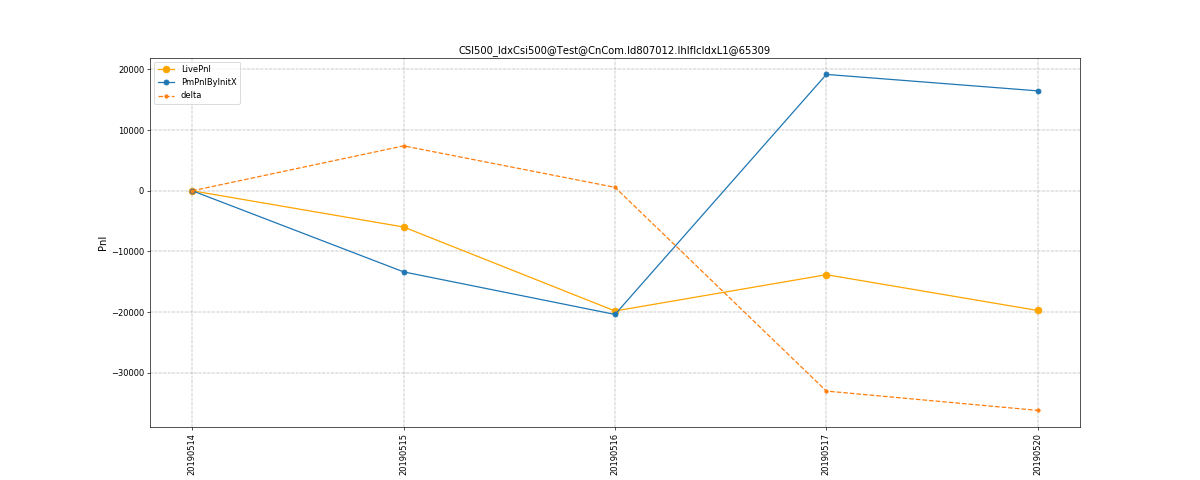 CSI500_IdxCsi500@Test@CnCom.Id807012.IhIfIcIdxL1@65309
LivePnl
PmPnlByInitX
delta
20000
10000
0
−10000
−20000
−30000
Pnl
20190514
20190515
20190516
20190517
20190520